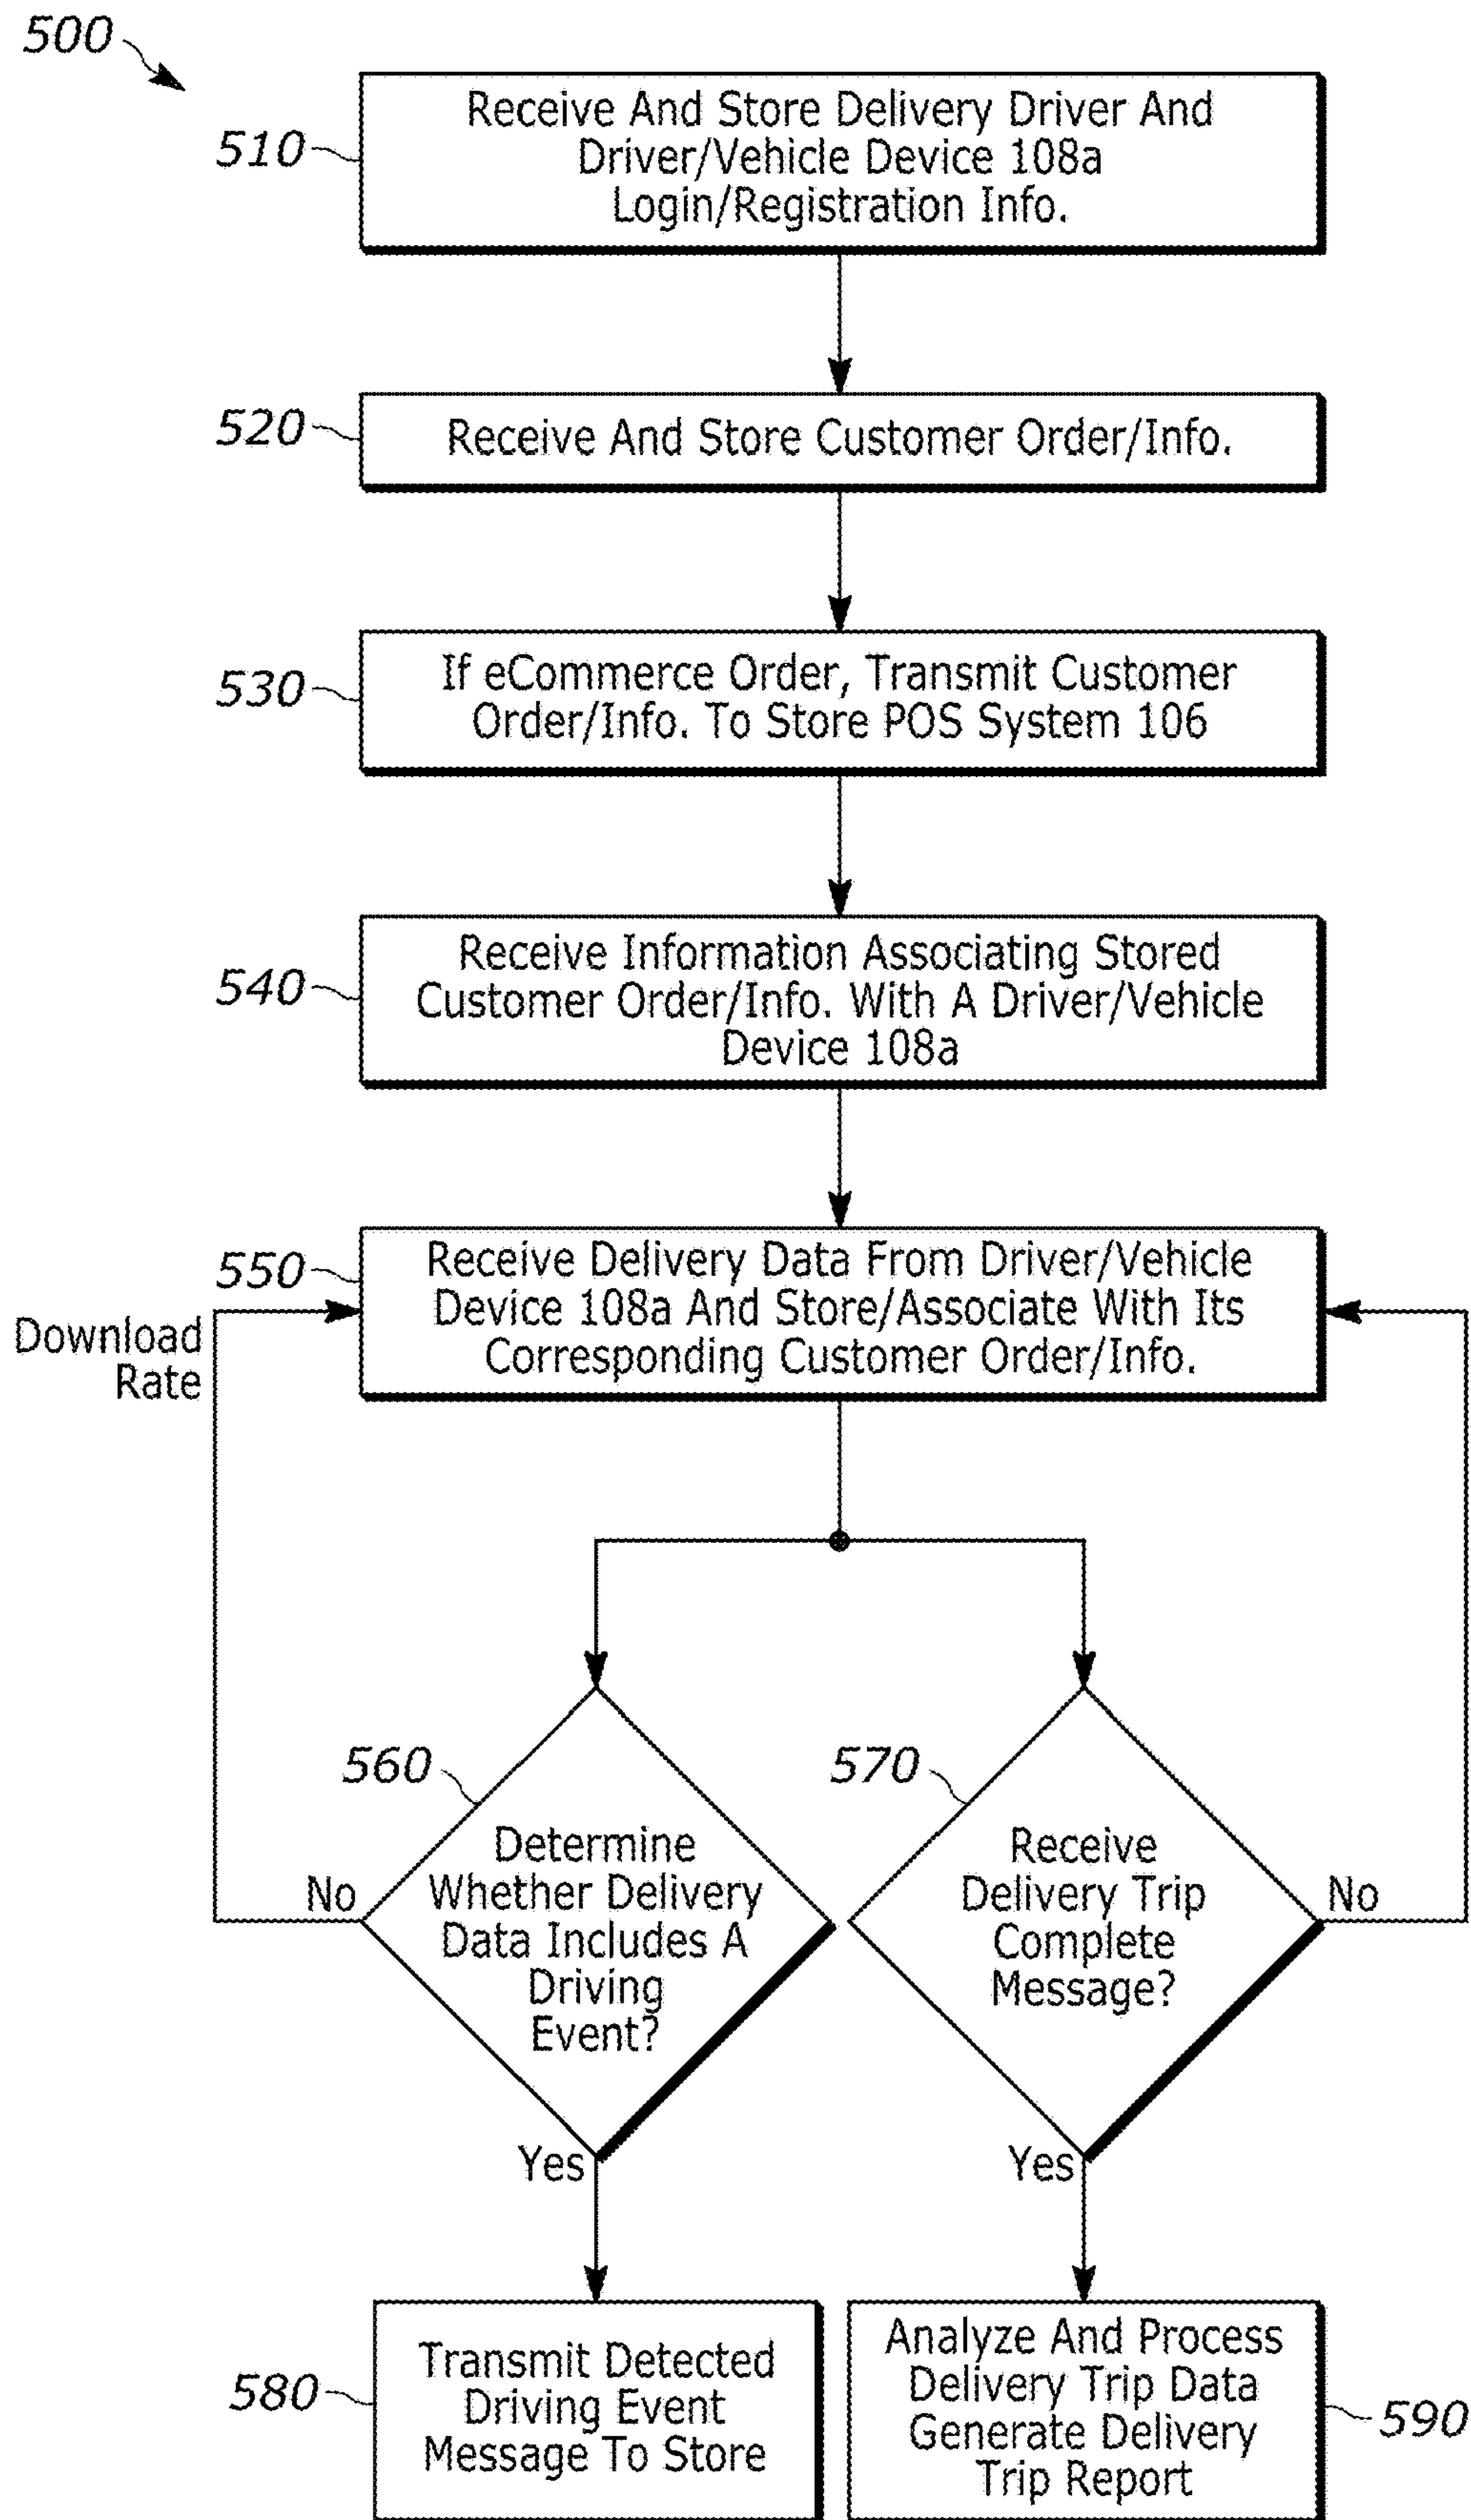 500
510
Receive And Store Delivery Driver And
Driver/Vehicle Device 108a
Login/Registration Info.
520
Receive And Store Customer Order/Info.
530
If eCommerce Order, Transmit Customer
Order/Info. To Store POS System 106
540
Receive Information Associating Stored
Customer Order/Info. With A Driver/Vehicle
Device 108a
550
Receive Delivery Data From Driver/Vehicle
Device 108a And Store/Associate With Its
Corresponding Customer Order/Info.
Download
Rate
560
Determine
Whether Delivery
Data Includes A
Driving
Event?
No
Yes
570
Receive
Delivery Trip
Complete
Message?
No
Yes
580
Transmit Detected
Driving Event
Message To Store
Analyze And Process
Delivery Trip Data
Generate Delivery
Trip Report
590